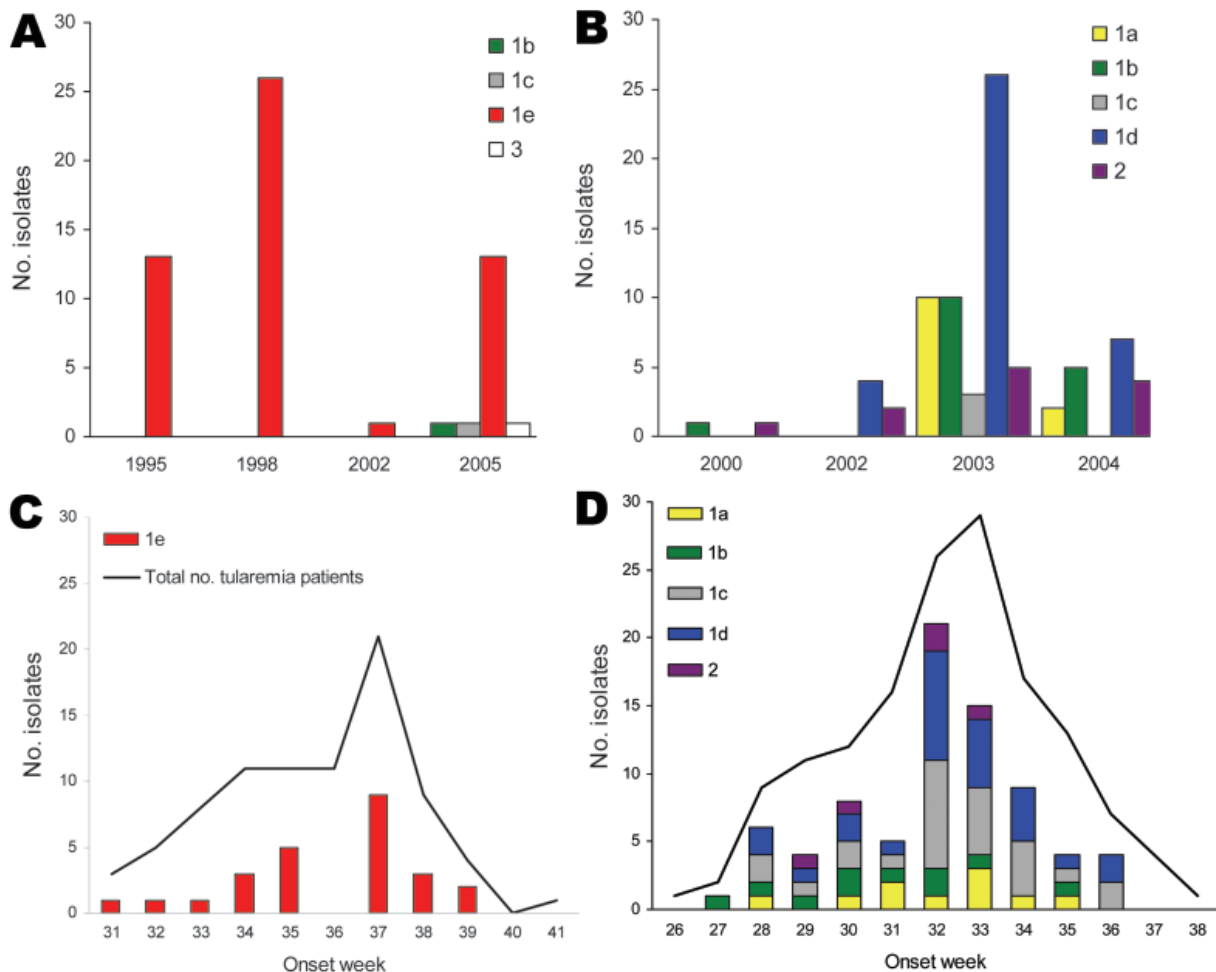 A
30
25
20
15
10
5
0
No. isolates
1b
1c
1e
3
1995 1998 2002 2005
B
30
25
20
15
10
5
0
No. isolates
1a
1b
1c
1d
2
2000 2002 2003 2004
C
30
25
20
15
10
5
0
No. isolates
1e
Total no. tularemia patients
31 32 33 34 35 36 37 38 39 40 41
Onset week
D
30
25
20
15
10
5
0
No. isolates
1a
1b
1c
1d
2
26 27 28 29 30 31 32 33 34 35 36 37 38
Onset week